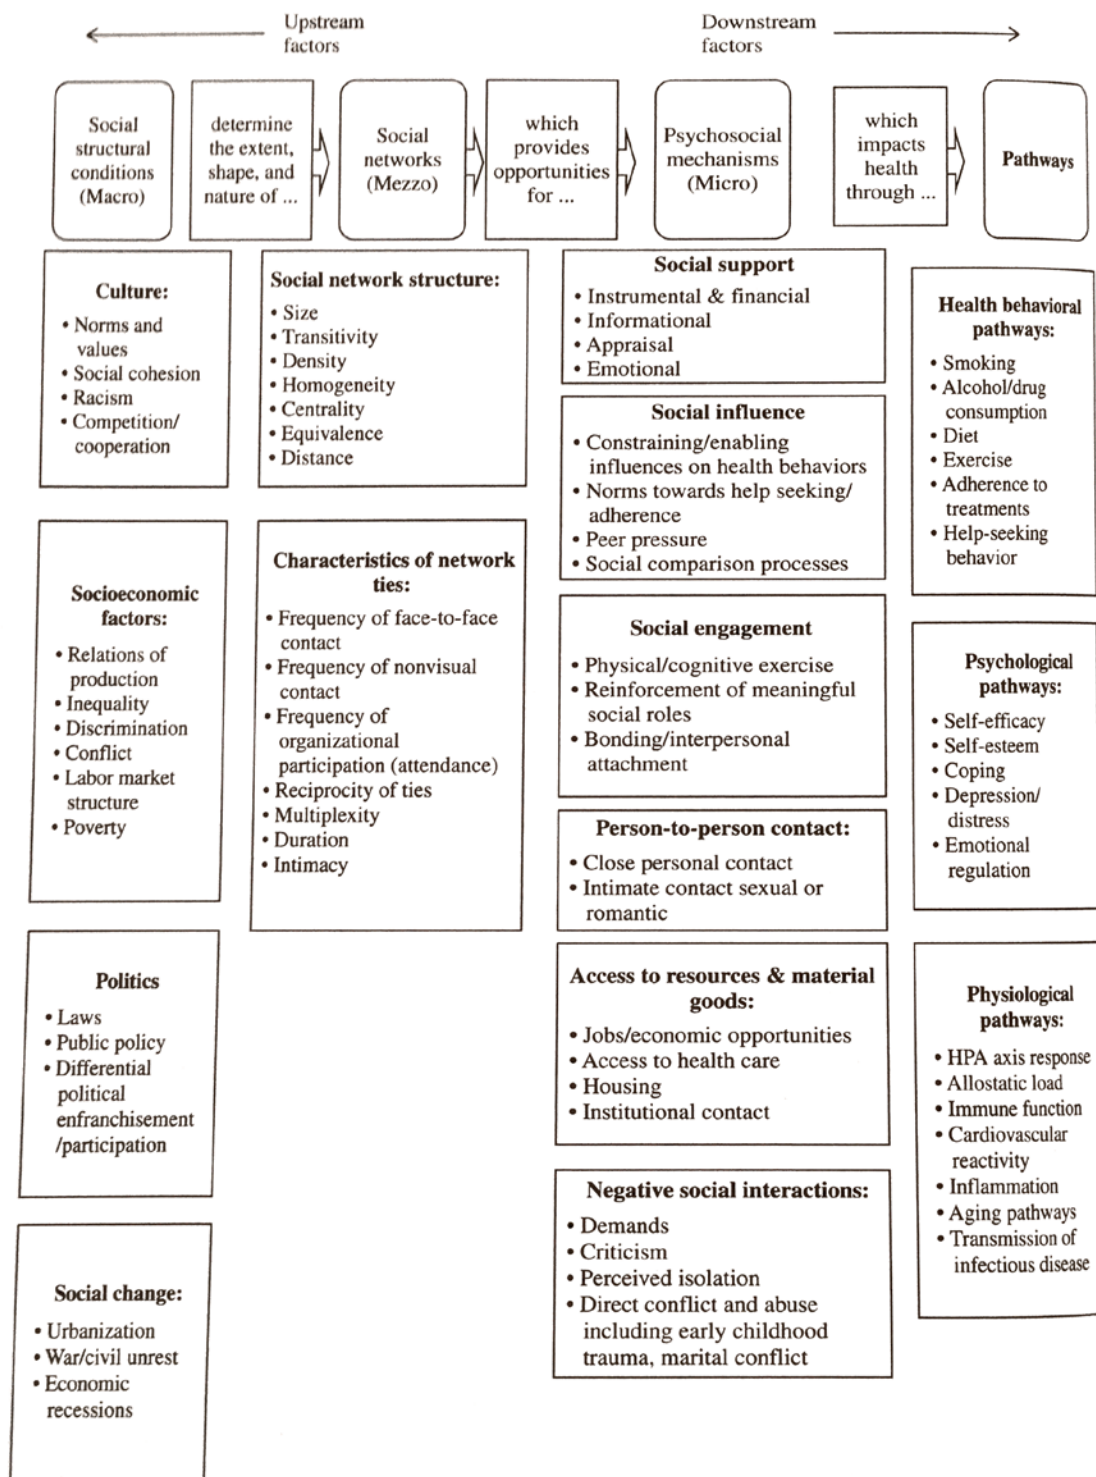 Upstream
factors
Downstream
factors
Social
structural
conditions
(Macro)
determine
the extent,
shape, and
nature of ...
Social
networks
(Mezzo)
which
provides
opportunities
for ...
Psychosocial
mechanisms
(Micro)
which
impacts
health
through ...
Pathways
Culture:
• Norms and
values
• Social cohesion
• Racism
• Competition/
cooperation
Socioeconomic
factors:
• Relations of
production
• Inequality
• Discrimination
• Conflict
• Labor market
structure
• Poverty
Politics
• Laws
• Public policy
• Differential
political
enfranchisement
/participation
Social change:
• Urbanization
• War/civil unrest
• Economic
recessions
Social network structure:
• Size
• Transitivity
• Density
• Homogeneity
• Centrality
• Equivalence
• Distance
Characteristics of network
ties:
• Frequency of face-to-face
contact
• Frequency of nonvisual
contact
• Frequency of
organizational
participation (attendance)
• Reciprocity of ties
• Multiplexity
• Duration
• Intimacy
Social support
• Instrumental & financial
• Informational
• Appraisal
• Emotional
Social influence
• Constraining/enabling
influences on health behaviors
• Norms towards help seeking/
adherence
• Peer pressure
• Social comparison processes
Social engagement
• Physical/cognitive exercise
• Reinforcement of meaningful
social roles
• Bonding/interpersonal
attachment
Person-to-person contact:
• Close personal contact
• Intimate contact sexual or
romantic
Access to resources & material
goods:
• Jobs/economic opportunities
• Access to health care
• Housing
• Institutional contact
Negative social interactions:
• Demands
• Criticism
• Perceived isolation
• Direct conflict and abuse
including early childhood
trauma, marital conflict
Health behavioral
pathways:
• Smoking
• Alcohol/drug
consumption
• Diet
• Exercise
• Adherence to
treatments
• Help-seeking
behavior
Psychological
pathways:
• Self-efficacy
• Self-esteem
• Coping
• Depression/
distress
• Emotional
regulation
Physiological
pathways:
• HPA axis response
• Allostatic load
• Immune function
• Cardiovascular
reactivity
• Inflammation
• Aging pathways
• Transmission of
infectious disease